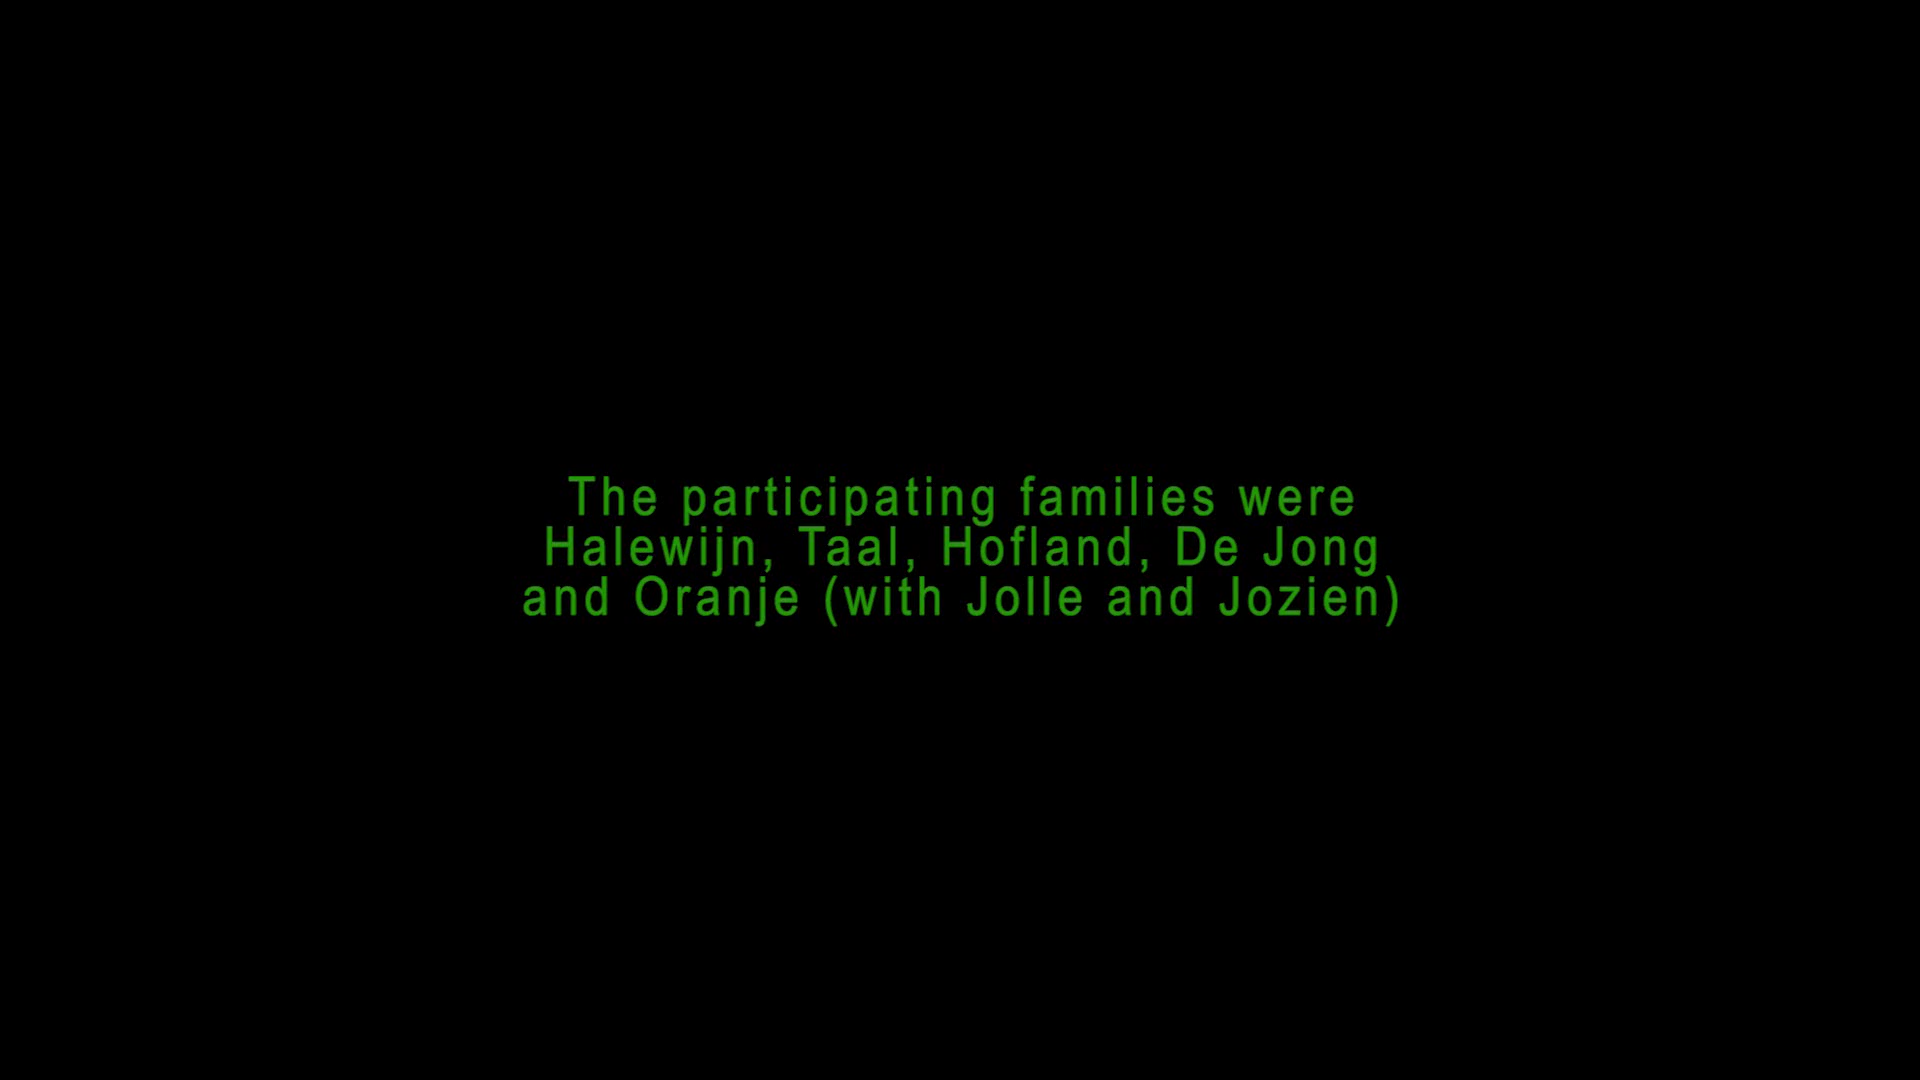 The participating families were
Halewijn, Taal, Hofland, De Jong
and Oranje (with Jolle and Jozien)